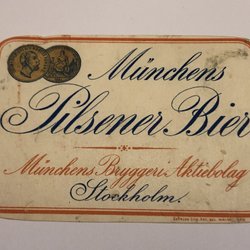 Münchens
Pilsener Bier
Münchens Bryggeri Aktiebolag
Stockholm.